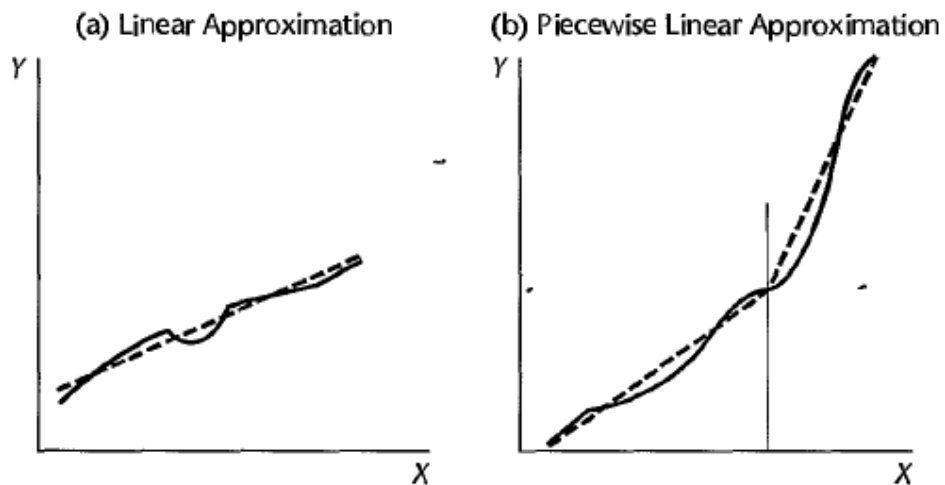 (a) Linear Approximation
(b) Piecewise Linear Approximation
Y
Y
X
X